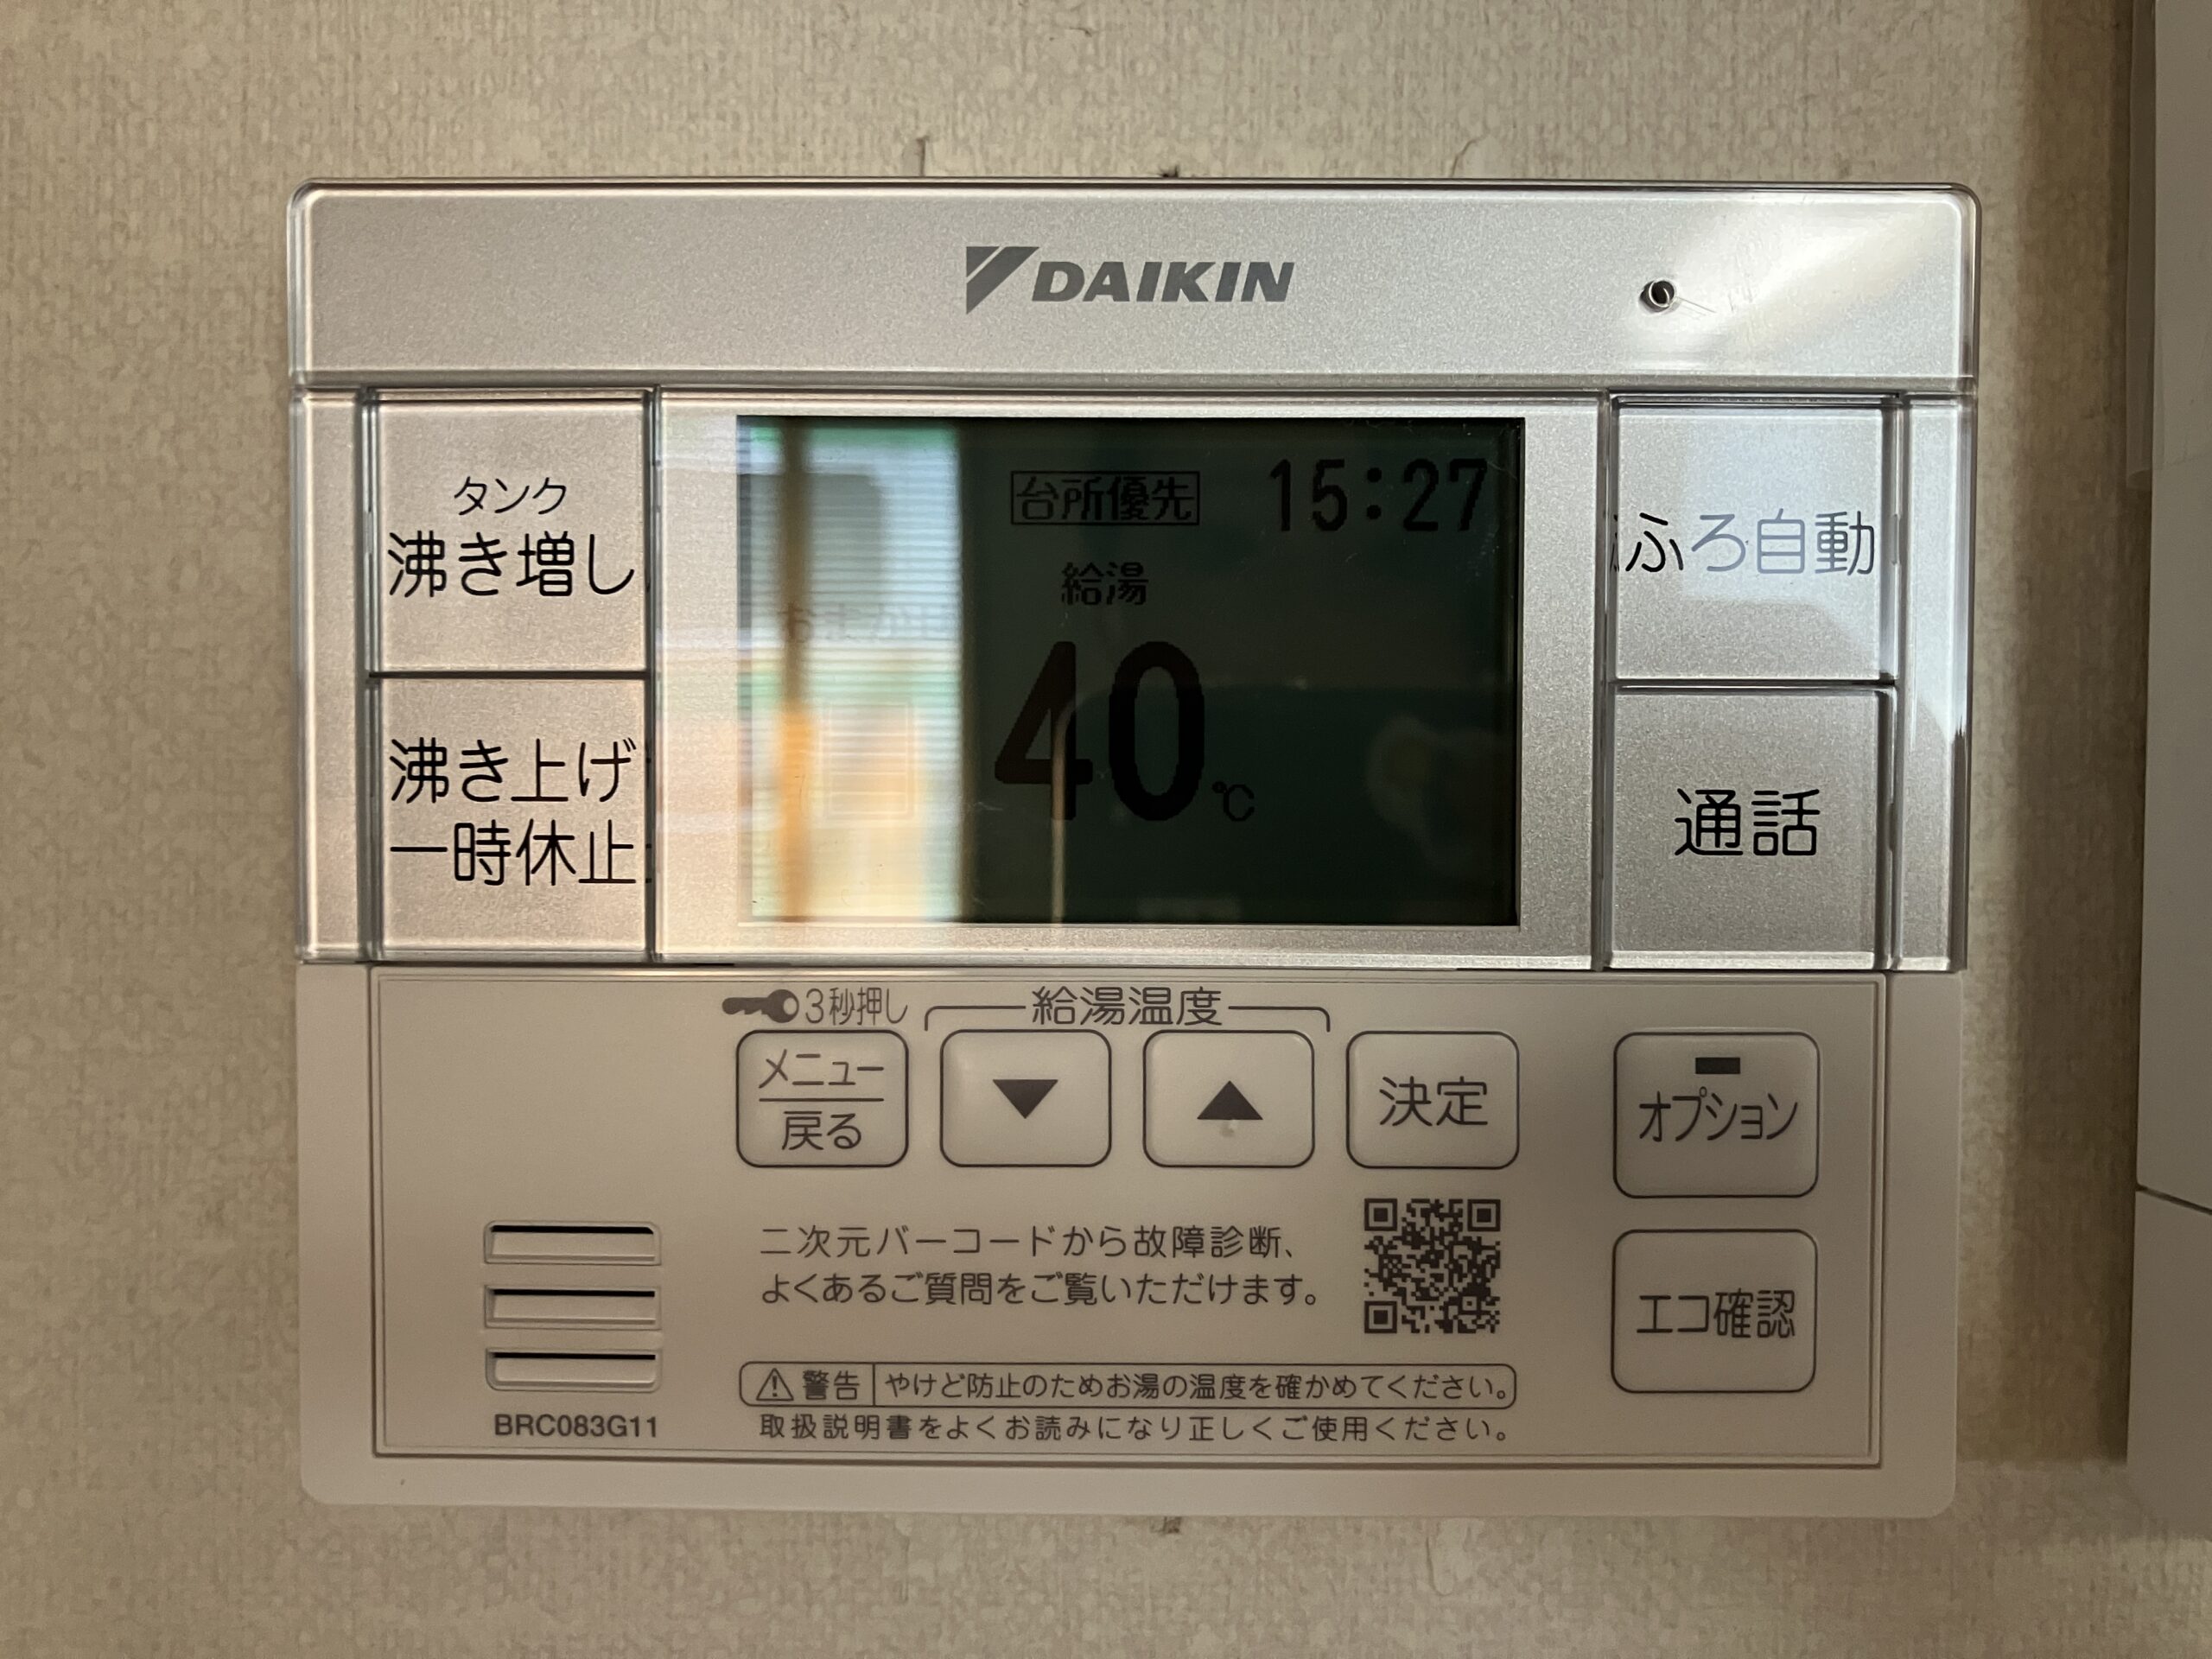 DAIKIN
タンク
沸き増し
沸き上げ
一時休止
台所優先 15:27
給湯
40℃
ふろ自動
通話
3秒押し
給湯温度
メニュー
戻る
▼
▲
決定
オプション
二次元バーコードから故障診断、
よくあるご質問をご覧いただけます。
エコ確認
警告 やけど防止のためお湯の温度を確かめてください。
取扱説明書をよくお読みになり正しくご使用ください。
BRC083G11